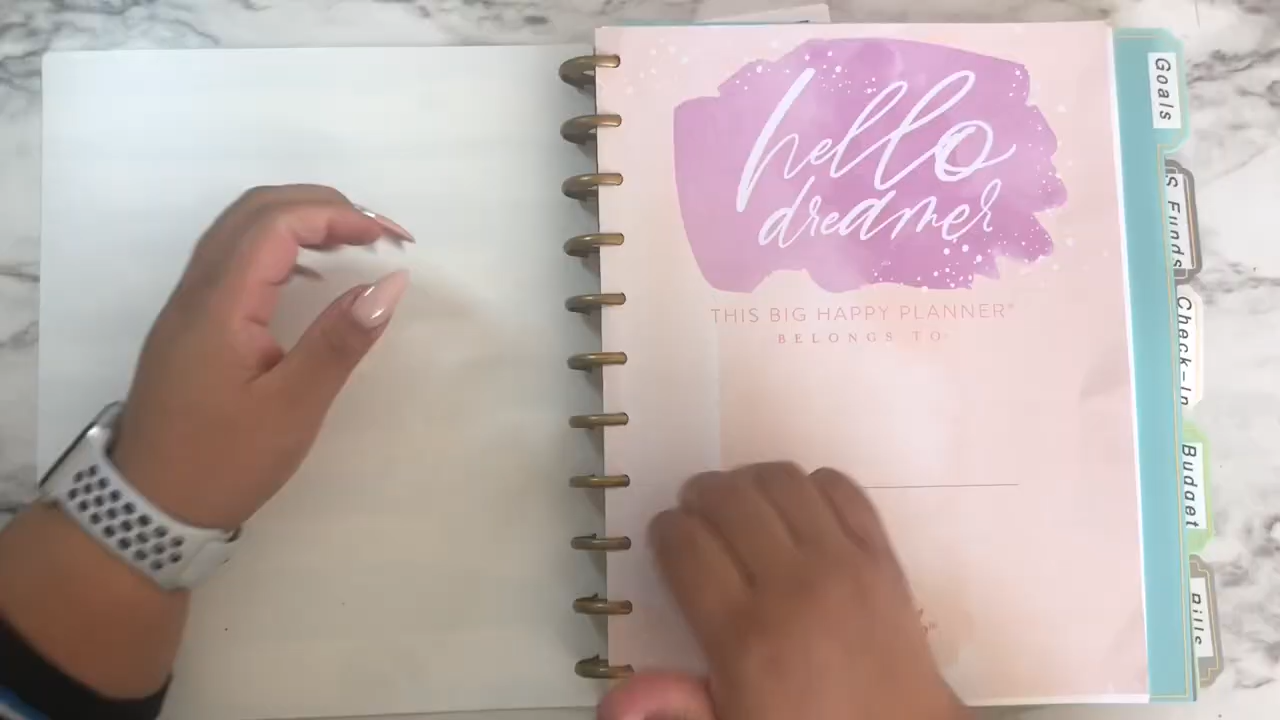 hello
dreamer
THIS BIG HAPPY PLANNER®
BELONGS TO:
Goals
S Funds
Check-In
Budget
Bills